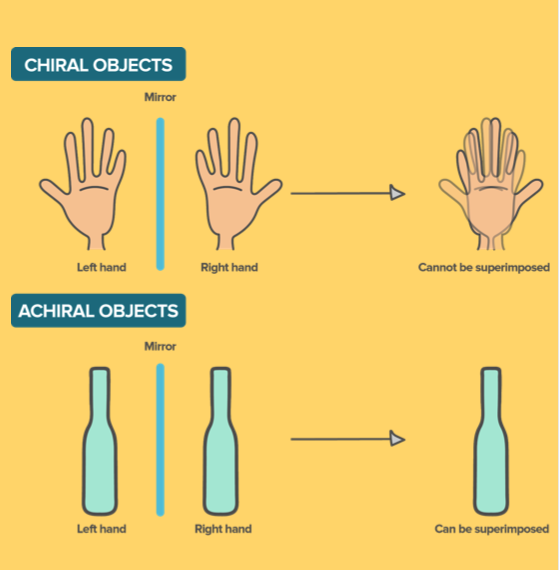 CHIRAL OBJECTS
Mirror
Left hand
Right hand
Cannot be superimposed
ACHIRAL OBJECTS
Mirror
Left hand
Right hand
Can be superimposed